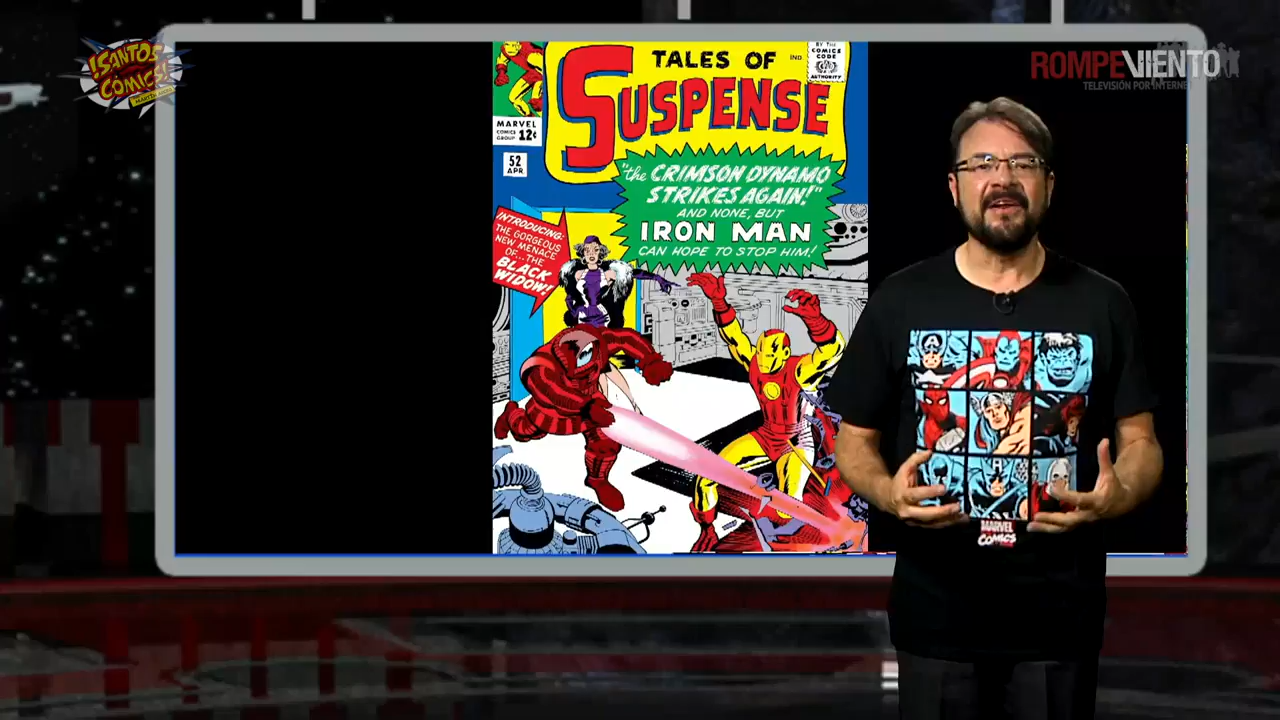 ¡SANTOS
COMICS!
ROMPEVIENTO
TELEVISIÓN POR INTERNET
TALES OF
SUSPENSE
IND
BY THE
COMICS
CODE
AUTHORITY
MARVEL
COMICS
GROUP
12¢
52
APR
"the CRIMSON DYNAMO
STRIKES AGAIN!"
AND NONE, BUT
IRON MAN
CAN HOPE TO STOP HIM!
INTRODUCING:
THE GORGEOUS
NEW MENACE
OF...THE
BLACK
WIDOW!
MARVEL
COMICS